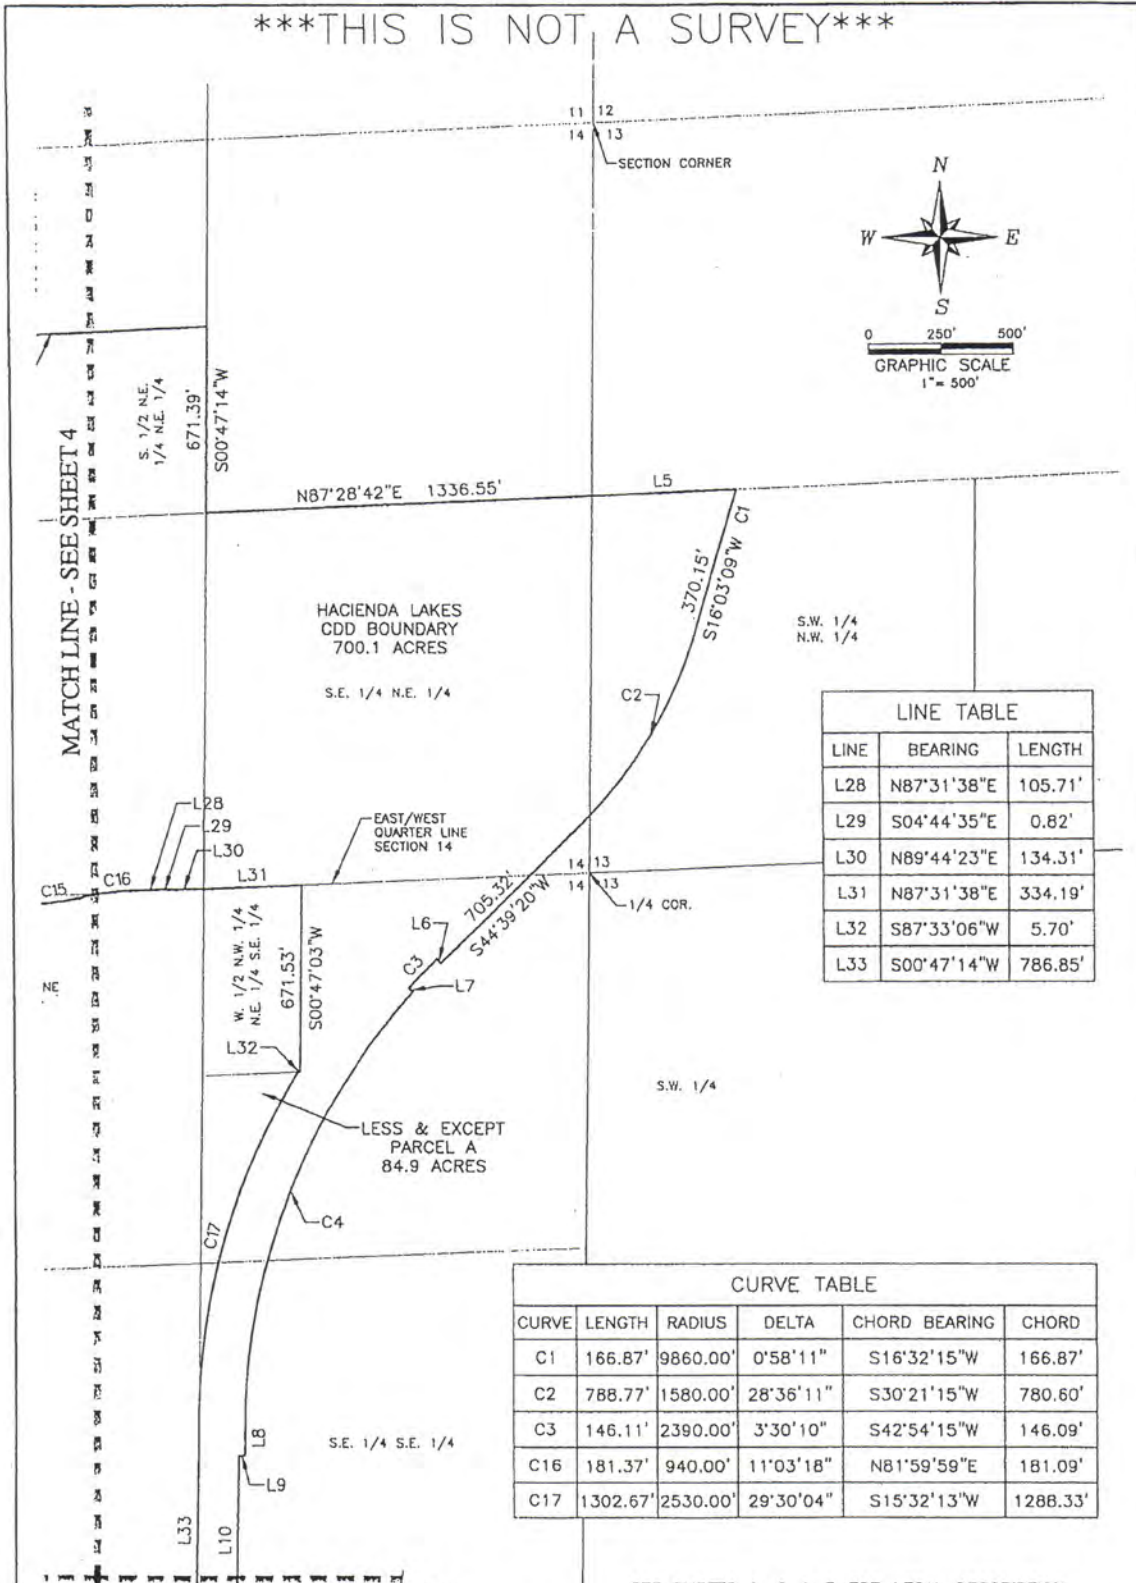 ***THIS IS NOT A SURVEY***
11 12
14 13
SECTION CORNER
N
W E
S
0 250' 500'
GRAPHIC SCALE
1"= 500'
MATCH LINE - SEE SHEET 4
S. 1/2 N.E.
1/4 N.E. 1/4
671.39'
S00°47'14"W
N87°28'42"E 1336.55'
L5
370.15'
S16°03'09"W C1
HACIENDA LAKES
CDD BOUNDARY
700.1 ACRES
S.E. 1/4 N.E. 1/4
S.W. 1/4
N.W. 1/4
C2
LINE TABLE
LINE BEARING LENGTH
L28 N87°31'38"E 105.71'
L29 S04°44'35"E 0.82'
L30 N89°44'23"E 134.31'
L31 N87°31'38"E 334.19'
L32 S87°33'06"W 5.70'
L33 S00°47'14"W 786.85'
L28
L29
L30
L31
EAST/WEST
QUARTER LINE
SECTION 14
C15
C16
14 13
14 13
1/4 COR.
705.32'
S44°39'20"W
L6
C3
L7
NE
W. 1/2 N.W. 1/4
N.E. 1/4 S.E. 1/4
671.53'
S00°47'03"W
L32
S.W. 1/4
LESS & EXCEPT
PARCEL A
84.9 ACRES
C4
C17
CURVE TABLE
CURVE LENGTH RADIUS DELTA CHORD BEARING CHORD
C1 166.87' 9860.00' 0°58'11" S16°32'15"W 166.87'
C2 788.77' 1580.00' 28°36'11" S30°21'15"W 780.60'
C3 146.11' 2390.00' 3°30'10" S42°54'15"W 146.09'
C16 181.37' 940.00' 11°03'18" N81°59'59"E 181.09'
C17 1302.67' 2530.00' 29°30'04" S15°32'13"W 1288.33'
L8
S.E. 1/4 S.E. 1/4
L9
L33
L10